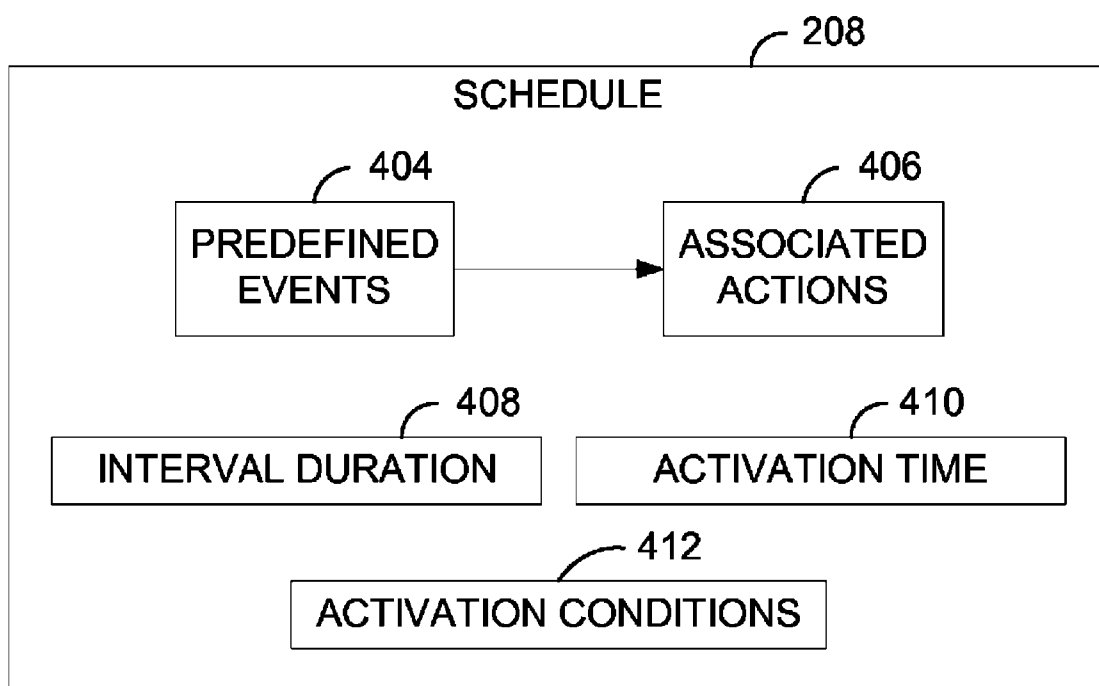 208
SCHEDULE
404
406
PREDEFINED
EVENTS
ASSOCIATED
ACTIONS
408
410
INTERVAL DURATION
ACTIVATION TIME
412
ACTIVATION CONDITIONS